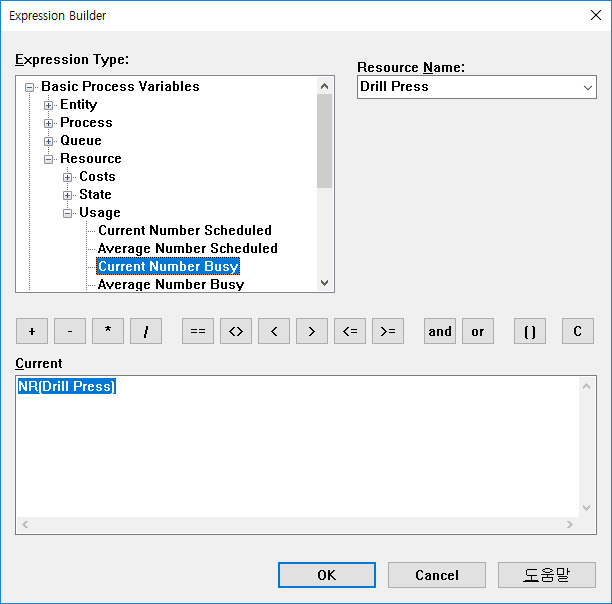 Expression Builder
Expression Type:
Basic Process Variables
Entity
Process
Queue
Resource
Costs
State
Usage
Current Number Scheduled
Average Number Scheduled
Current Number Busy
Average Number Busy
Resource Name:
Drill Press
+ - * / == <> < > <= >= and or ( ) C
Current
NR(Drill Press)
OK Cancel 도움말